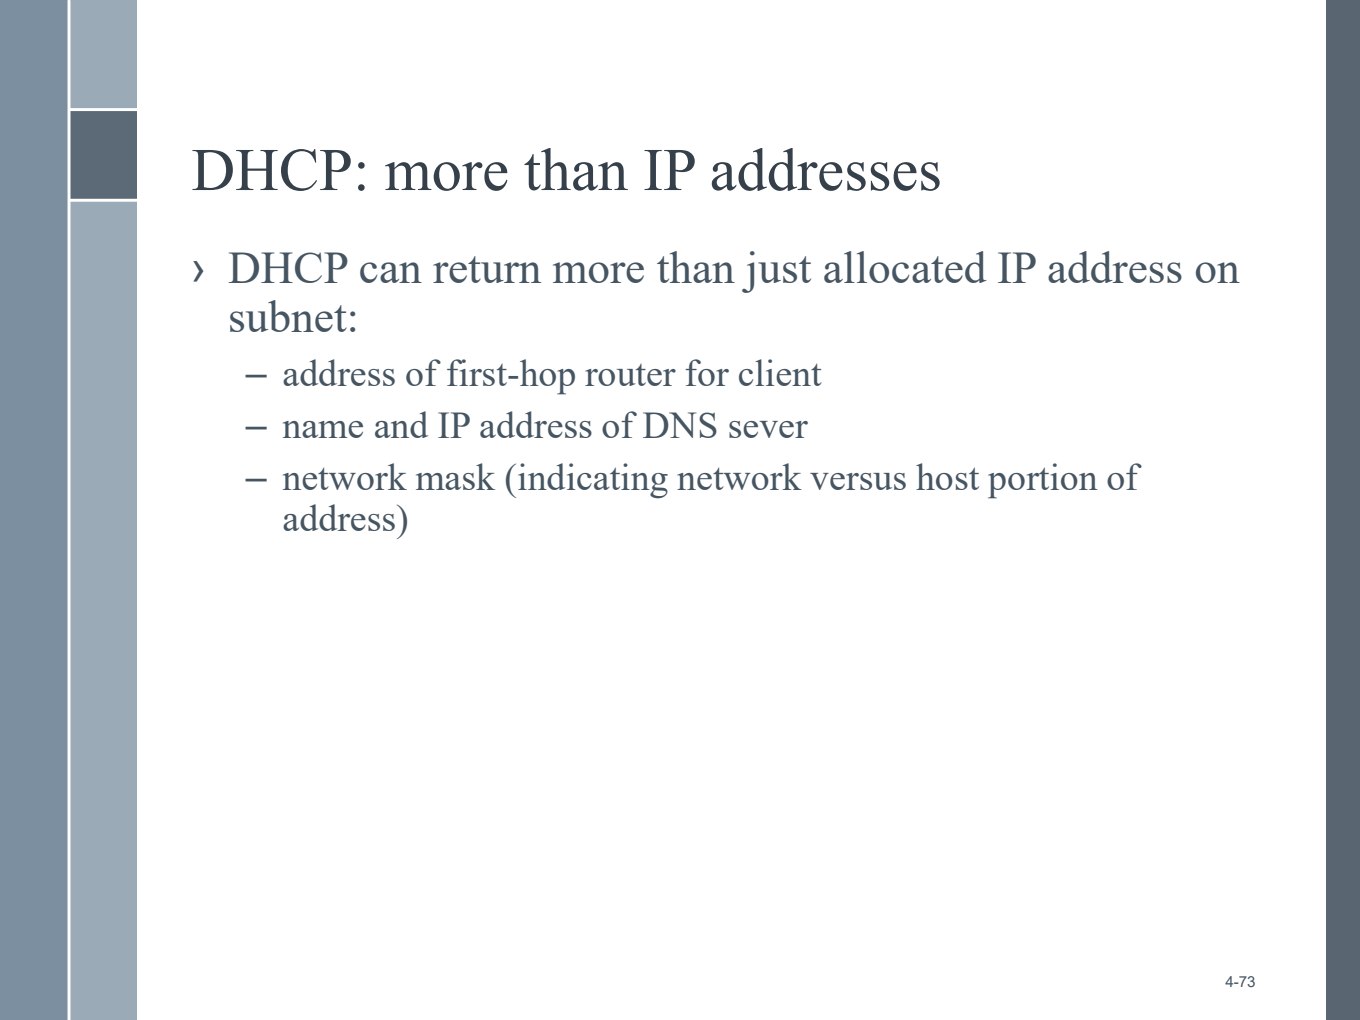 DHCP: more than IP addresses
› DHCP can return more than just allocated IP address on
subnet:
– address of first-hop router for client
– name and IP address of DNS sever
– network mask (indicating network versus host portion of
address)
4-73